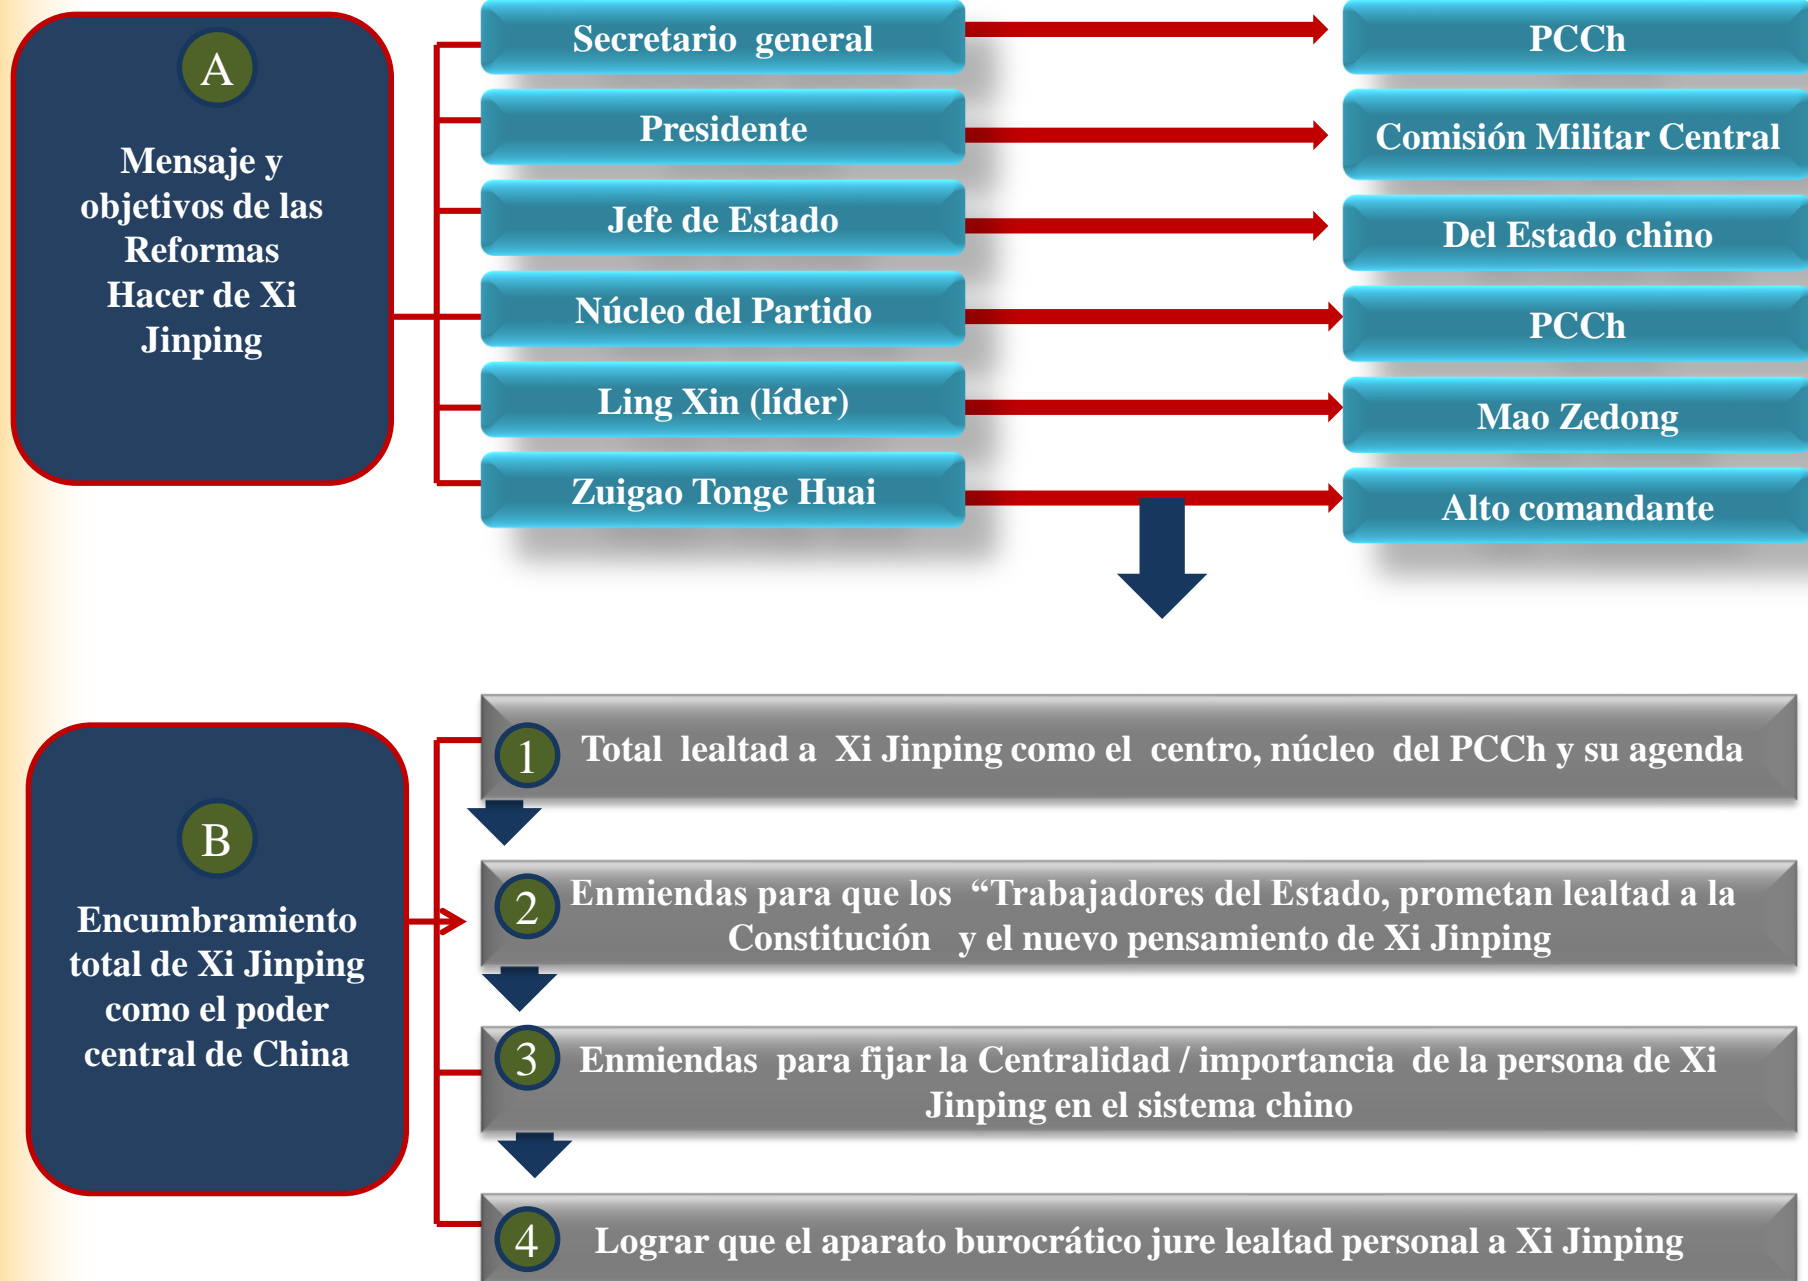 A
Mensaje y
objetivos de las
Reformas
Hacer de Xi
Jinping
Secretario general
PCCh
Presidente
Comisión Militar Central
Jefe de Estado
Del Estado chino
Núcleo del Partido
PCCh
Ling Xin (líder)
Mao Zedong
Zuigao Tonge Huai
Alto comandante
B
Encumbramiento
total de Xi Jinping
como el poder
central de China
1
Total lealtad a Xi Jinping como el centro, núcleo del PCCh y su agenda
2
Enmiendas para que los “Trabajadores del Estado, prometan lealtad a la
Constitución y el nuevo pensamiento de Xi Jinping
3
Enmiendas para fijar la Centralidad / importancia de la persona de Xi
Jinping en el sistema chino
4
Lograr que el aparato burocrático jure lealtad personal a Xi Jinping